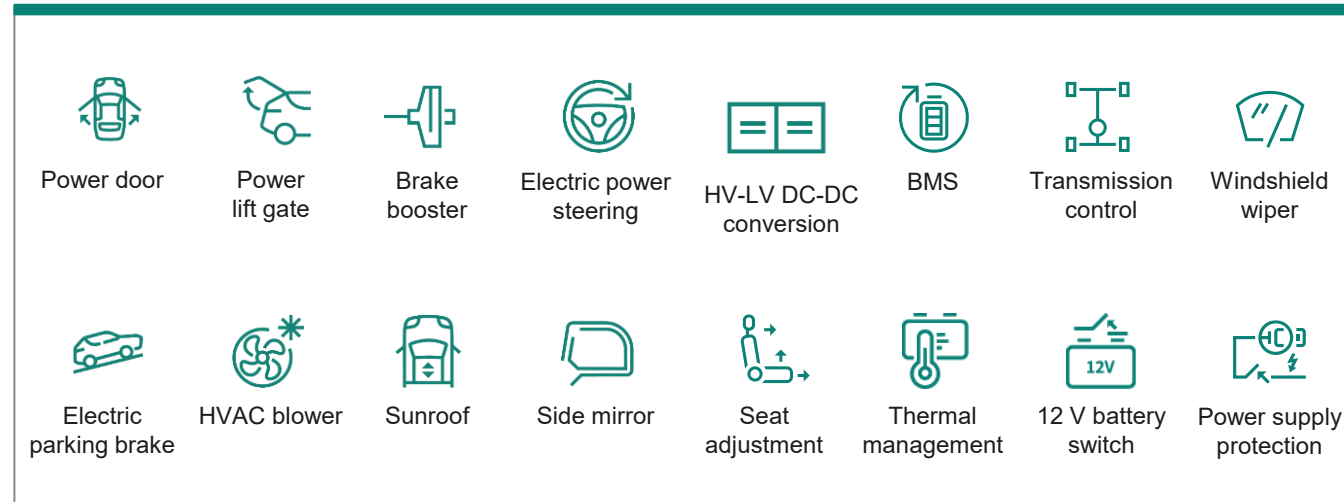 Power door
Power
lift gate
Brake
booster
Electric power
steering
HV-LV DC-DC
conversion
BMS
Transmission
control
Windshield
wiper
Electric
parking brake
HVAC blower
Sunroof
Side mirror
Seat
adjustment
Thermal
management
12V
12 V battery
switch
Power supply
protection